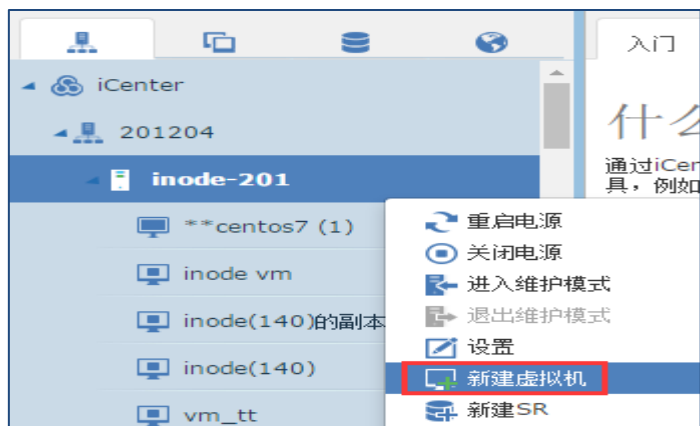 入门
iCenter
201204
inode-201
**centos7 (1)
inode vm
inode(140)的副本
inode(140)
vm_tt
什么
通过iCen
具，例如
重启电源
关闭电源
进入维护模式
退出维护模式
设置
新建虚拟机
新建SR